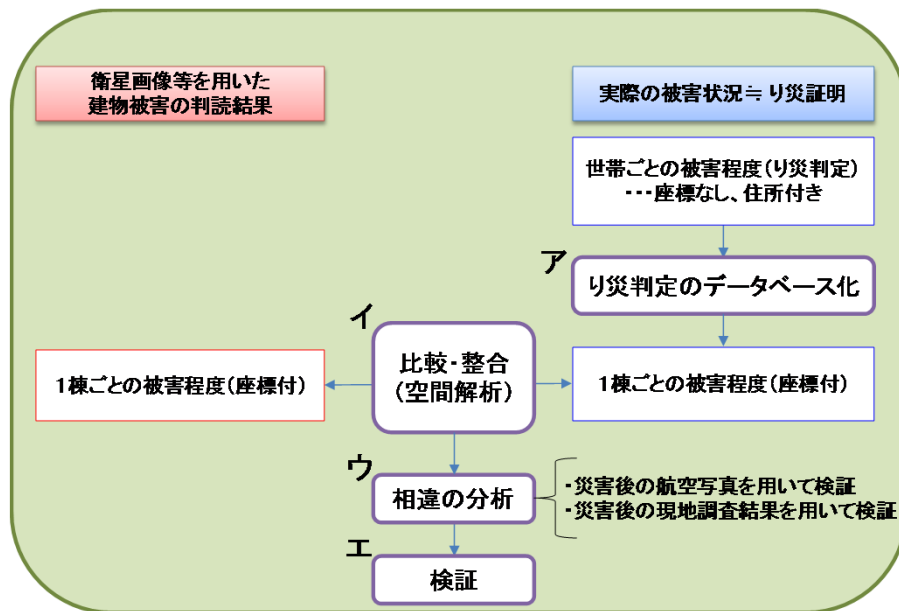 衛星画像等を用いた
建物被害の判読結果
実際の被害状況≒り災証明
世帯ごとの被害程度(り災判定)
・・・座標なし、住所付き
ア
り災判定のデータベース化
イ
比較・整合
(空間解析)
1棟ごとの被害程度(座標付)
1棟ごとの被害程度(座標付)
ウ
相違の分析
・災害後の航空写真を用いて検証
・災害後の現地調査結果を用いて検証
エ
検証